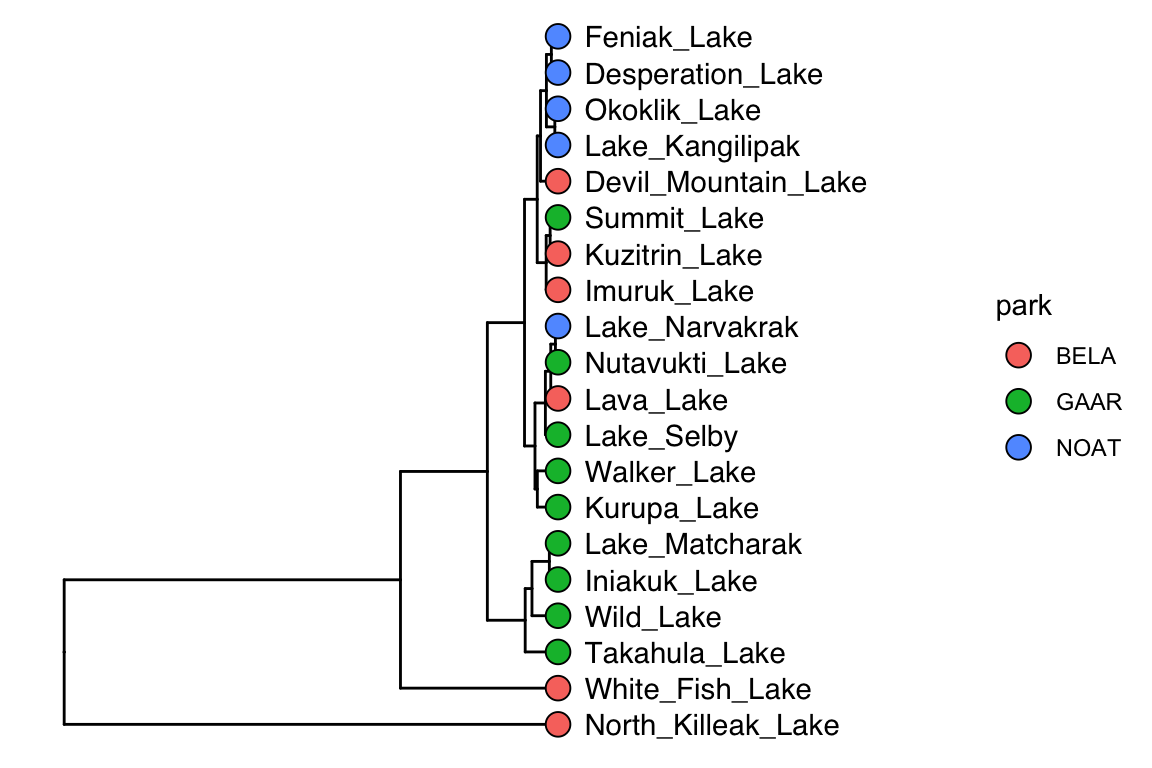 Feniak_Lake
Desperation_Lake
Okoklik_Lake
Lake_Kangilipak
Devil_Mountain_Lake
Summit_Lake
Kuzitrin_Lake
Imuruk_Lake
Lake_Narvakrak
Nutavukti_Lake
Lava_Lake
Lake_Selby
Walker_Lake
Kurupa_Lake
Lake_Matcharak
Iniakuk_Lake
Wild_Lake
Takahula_Lake
White_Fish_Lake
North_Killeak_Lake
park
BELA
GAAR
NOAT